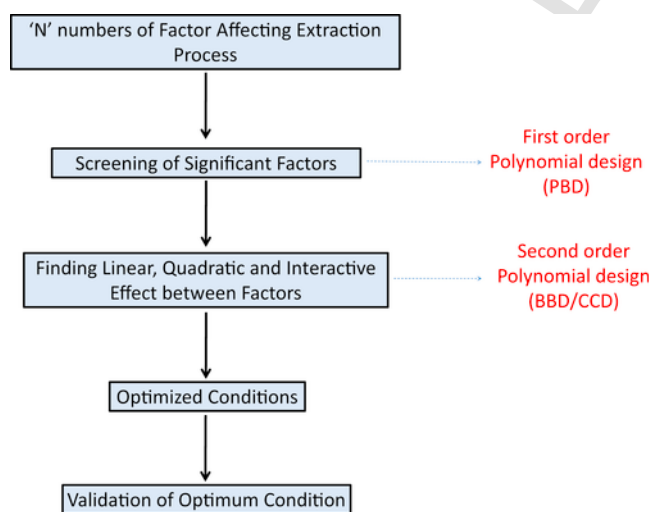 ‘N’ numbers of Factor Affecting Extraction
Process
Screening of Significant Factors
First order
Polynomial design
(PBD)
Finding Linear, Quadratic and Interactive
Effect between Factors
Second order
Polynomial design
(BBD/CCD)
Optimized Conditions
Validation of Optimum Condition